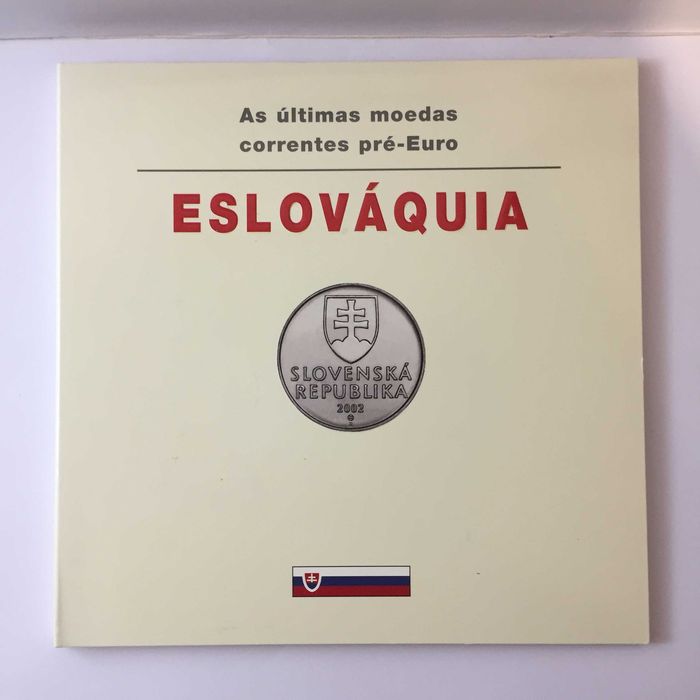 As últimas moedas
correntes pré-Euro
ESLOVÁQUIA
SLOVENSKÁ
REPUBLIKA
2002